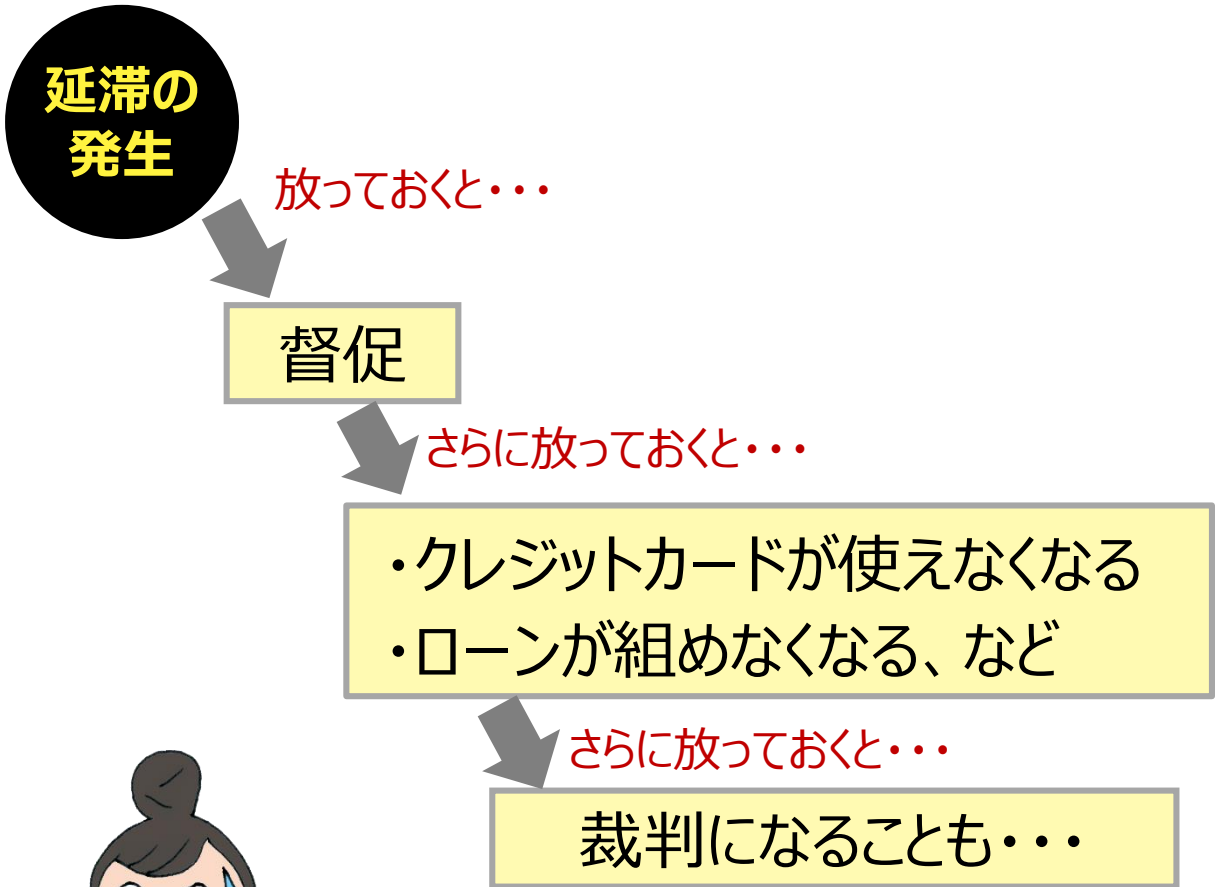 延滞の
発生
放っておくと・・・
督促
さらに放っておくと・・・
・クレジットカードが使えなくなる
・ローンが組めなくなる、など
さらに放っておくと・・・
裁判になることも・・・